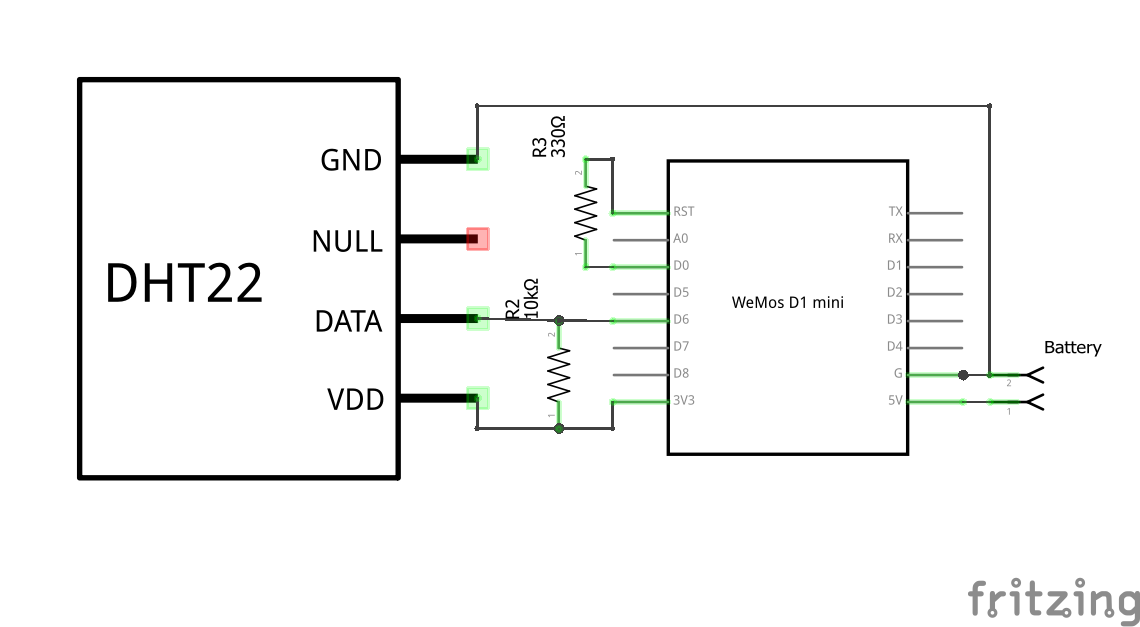 DHT22
GND
NULL
DATA
VDD
R3
330Ω
2
1
R2
10kΩ
2
1
WeMos D1 mini
RST
A0
D0
D5
D6
D7
D8
3V3
TX
RX
D1
D2
D3
D4
G
5V
Battery
2
1
fritzing